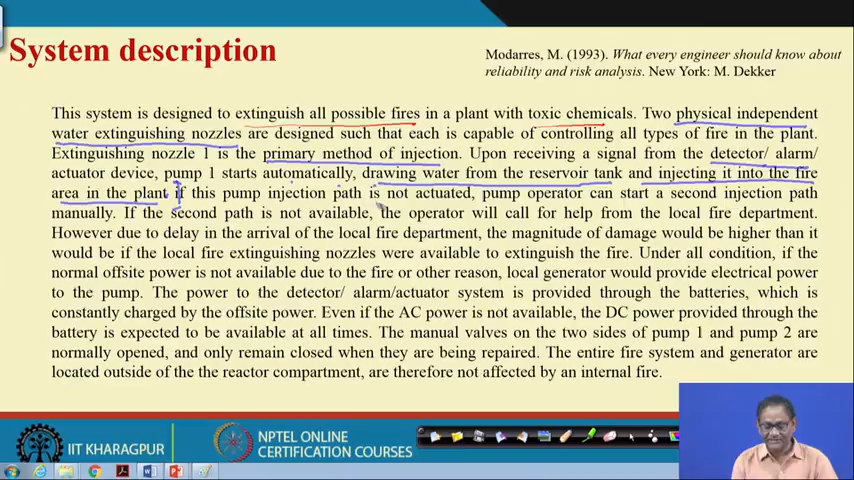 System description
Modarres, M. (1993). What every engineer should know about
reliability and risk analysis. New York: M. Dekker
This system is designed to extinguish all possible fires in a plant with toxic chemicals. Two physical independent
water extinguishing nozzles are designed such that each is capable of controlling all types of fire in the plant.
Extinguishing nozzle 1 is the primary method of injection. Upon receiving a signal from the detector/ alarm/
actuator device, pump 1 starts automatically, drawing water from the reservoir tank and injecting it into the fire
area in the plant. If this pump injection path is not actuated, pump operator can start a second injection path
manually. If the second path is not available, the operator will call for help from the local fire department.
However due to delay in the arrival of the local fire department, the magnitude of damage would be higher than it
would be if the local fire extinguishing nozzles were available to extinguish the fire. Under all condition, if the
normal offsite power is not available due to the fire or other reason, local generator would provide electrical power
to the pump. The power to the detector/ alarm/actuator system is provided through the batteries, which is
constantly charged by the offsite power. Even if the AC power is not available, the DC power provided through the
battery is expected to be available at all times. The manual valves on the two sides of pump 1 and pump 2 are
normally opened, and only remain closed when they are being repaired. The entire fire system and generator are
located outside of the the reactor compartment, are therefore not affected by an internal fire.
IIT KHARAGPUR
NPTEL ONLINE
CERTIFICATION COURSES